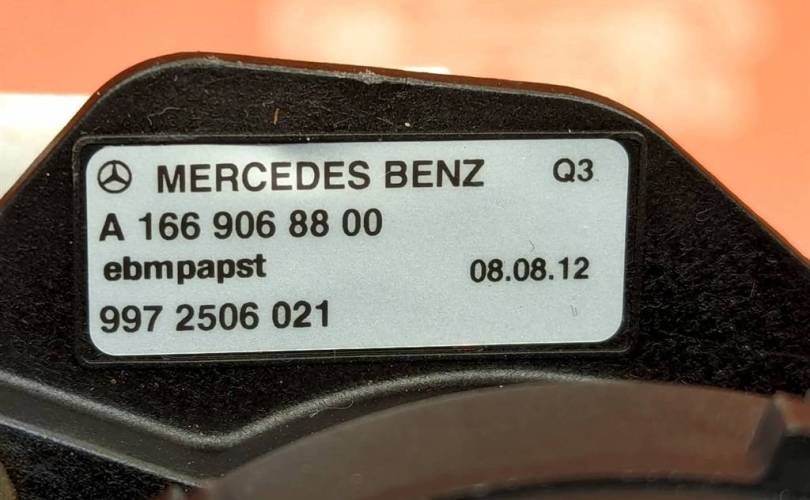 MERCEDES BENZ Q3
A 166 906 88 00
ebmpapst 08.08.12
997 2506 021